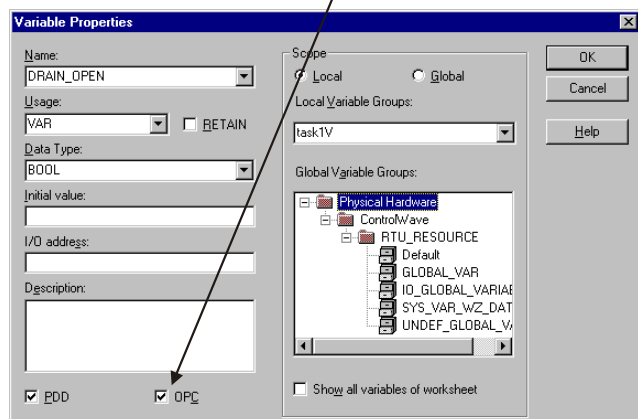 Variable Properties
Name:
DRAIN_OPEN
Usage:
VAR
RETAIN
Data Type:
BOOL
Initial value:
I/O address:
Description:
PDD
OPC
Scope
Local
Global
Local Variable Groups:
task1V
Global Variable Groups:
Physical Hardware
ControlWave
RTU_RESOURCE
Default
GLOBAL_VAR
IO_GLOBAL_VARIAE
SYS_VAR_WZ_DAT
UNDEF_GLOBAL_V
Show all variables of worksheet
OK
Cancel
Help